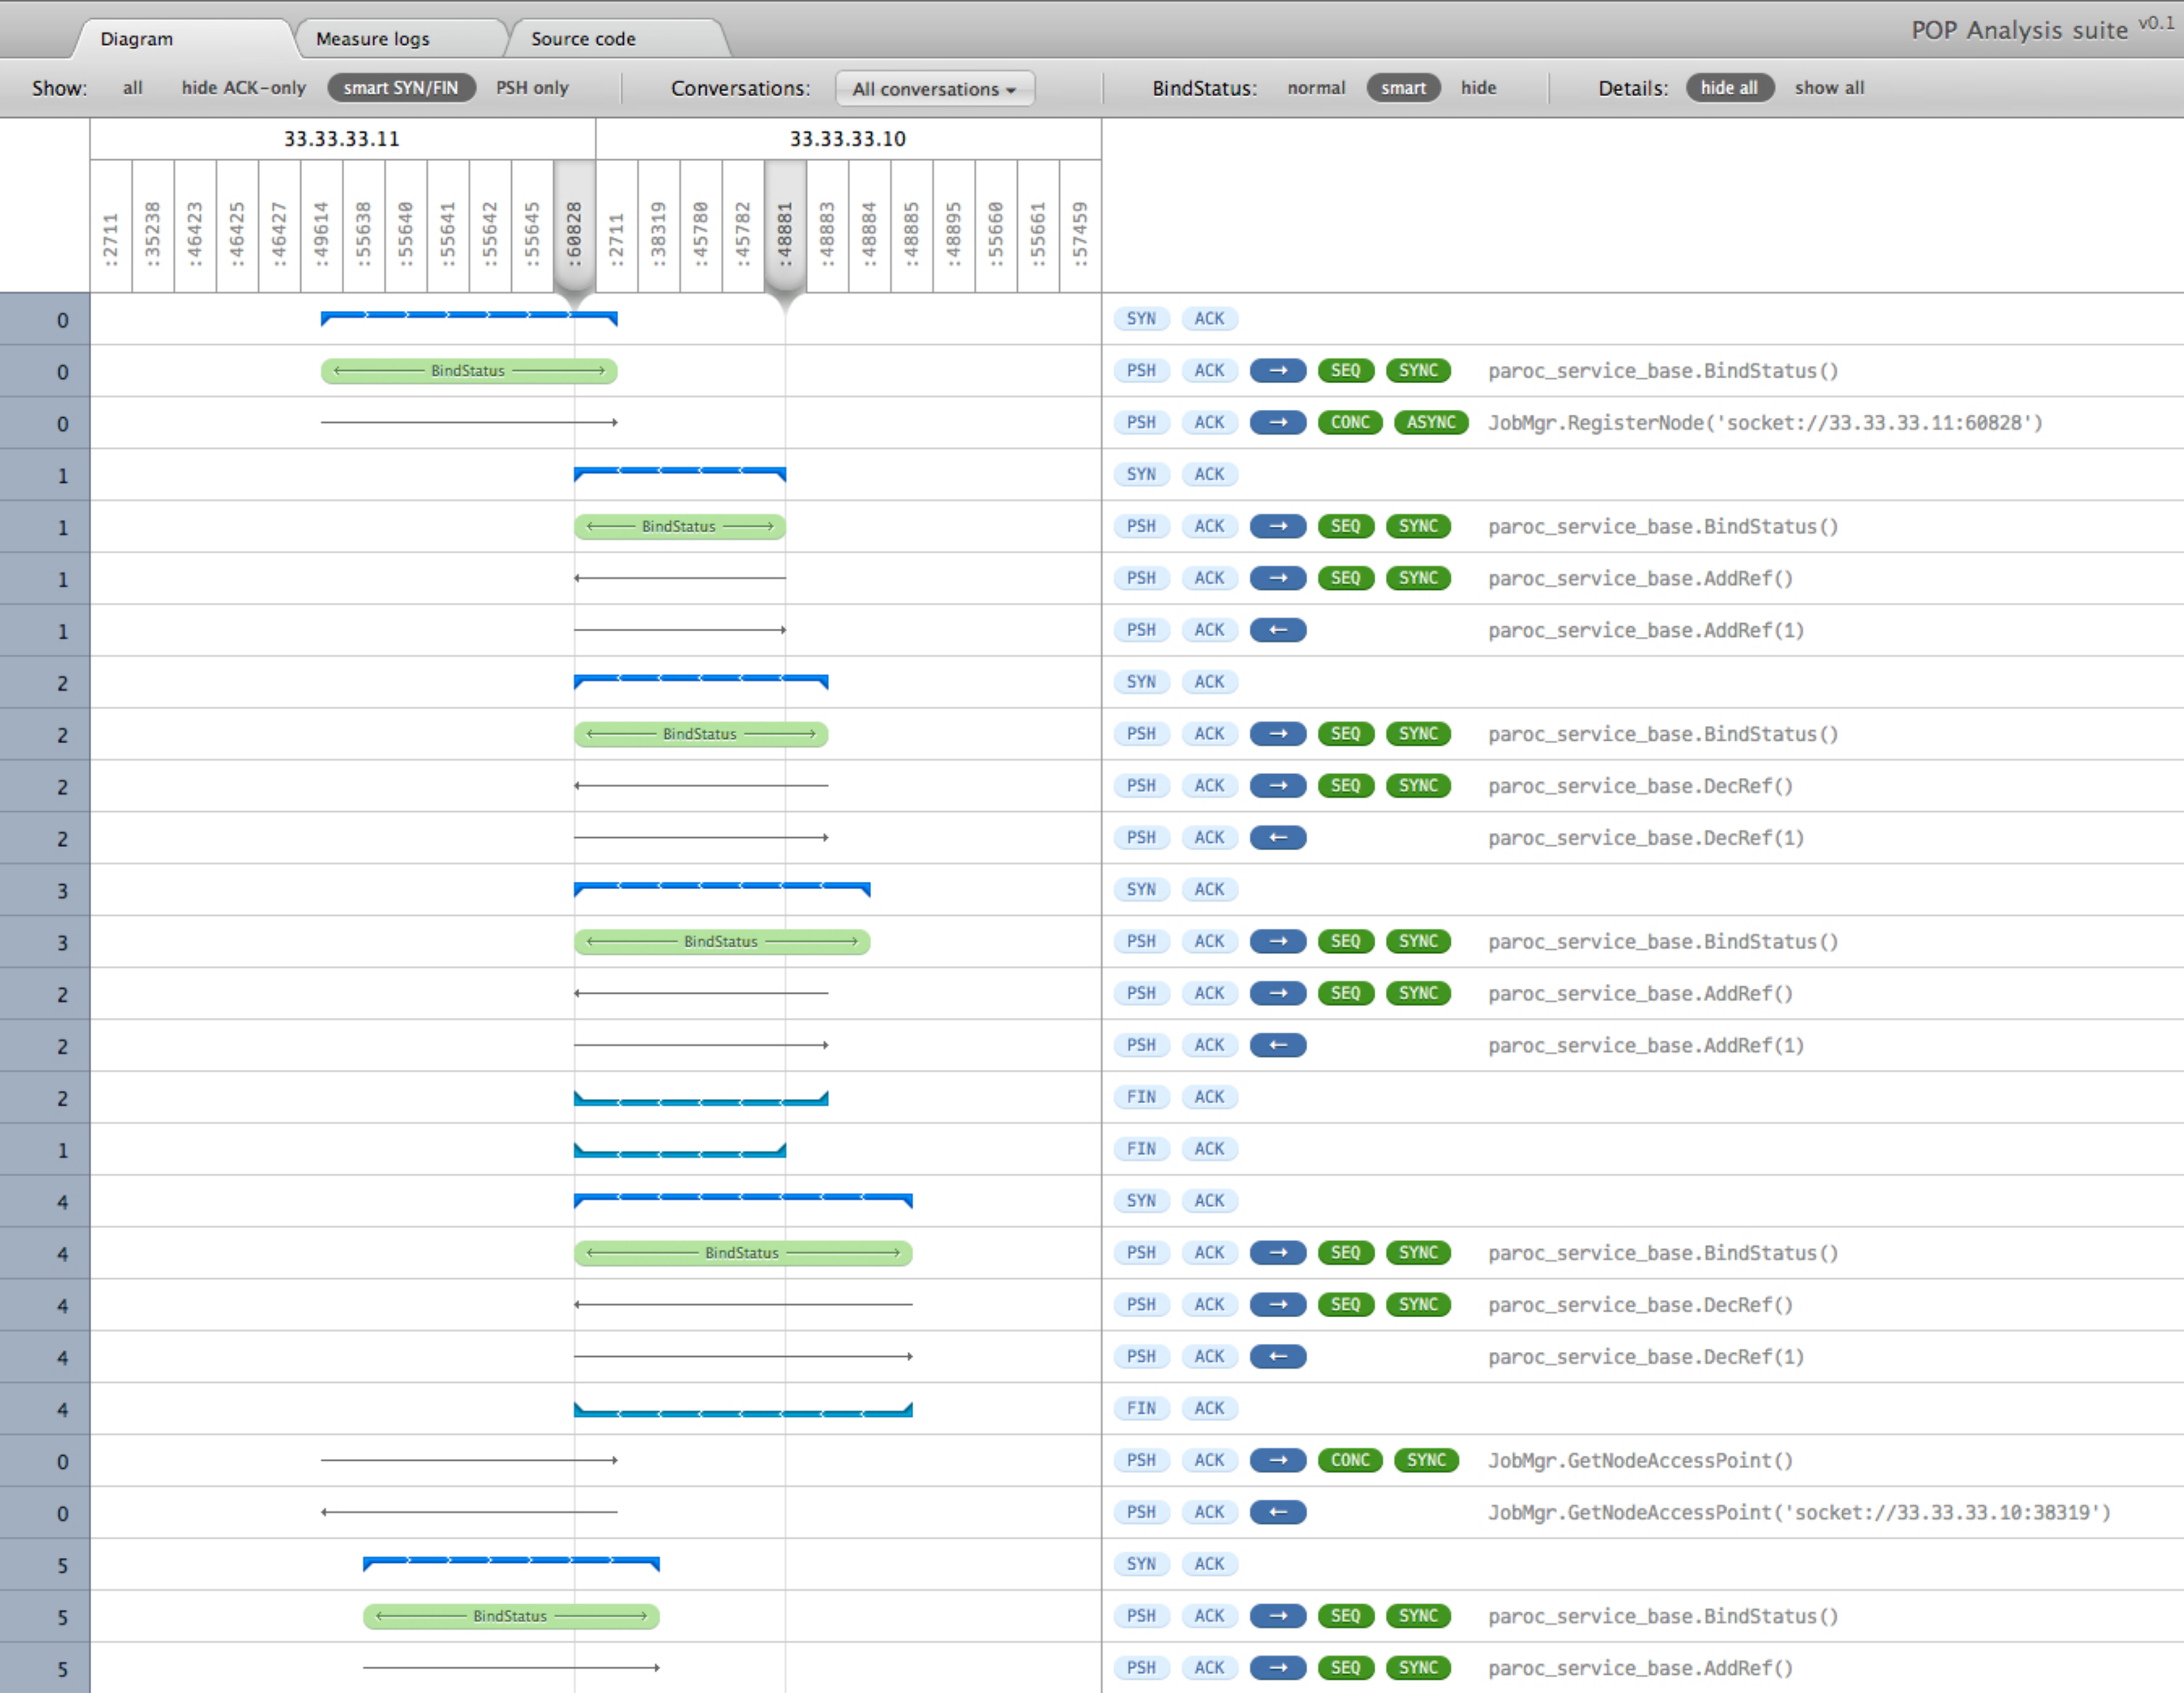 Diagram Measure logs Source code POP Analysis suite v0.1
Show: all hide ACK-only smart SYN/FIN PSH only Conversations: All conversations BindStatus: normal smart hide Details: hide all show all
33.33.33.11 33.33.33.10
:2711 :35238 :46423 :46425 :46427 :49614 :55638 :55640 :55641 :55642 :55645 :60828 :2711 :38319 :45780 :45782 :48881 :48883 :48884 :48885 :48895 :55660 :55661 :57459
0 SYN ACK
0 BindStatus PSH ACK → SEQ SYNC paroc_service_base.BindStatus()
0 PSH ACK → CONC ASYNC JobMgr.RegisterNode('socket://33.33.33.11:60828')
1 SYN ACK
1 BindStatus PSH ACK → SEQ SYNC paroc_service_base.BindStatus()
1 PSH ACK → SEQ SYNC paroc_service_base.AddRef()
1 PSH ACK ← paroc_service_base.AddRef(1)
2 SYN ACK
2 BindStatus PSH ACK → SEQ SYNC paroc_service_base.BindStatus()
2 PSH ACK → SEQ SYNC paroc_service_base.DecRef()
2 PSH ACK ← paroc_service_base.DecRef(1)
3 SYN ACK
3 BindStatus PSH ACK → SEQ SYNC paroc_service_base.BindStatus()
2 PSH ACK → SEQ SYNC paroc_service_base.AddRef()
2 PSH ACK ← paroc_service_base.AddRef(1)
2 FIN ACK
1 FIN ACK
4 SYN ACK
4 BindStatus PSH ACK → SEQ SYNC paroc_service_base.BindStatus()
4 PSH ACK → SEQ SYNC paroc_service_base.DecRef()
4 PSH ACK ← paroc_service_base.DecRef(1)
4 FIN ACK
0 PSH ACK → CONC SYNC JobMgr.GetNodeAccessPoint()
0 PSH ACK ← JobMgr.GetNodeAccessPoint('socket://33.33.33.10:38319')
5 SYN ACK
5 BindStatus PSH ACK → SEQ SYNC paroc_service_base.BindStatus()
5 PSH ACK → SEQ SYNC paroc_service_base.AddRef()